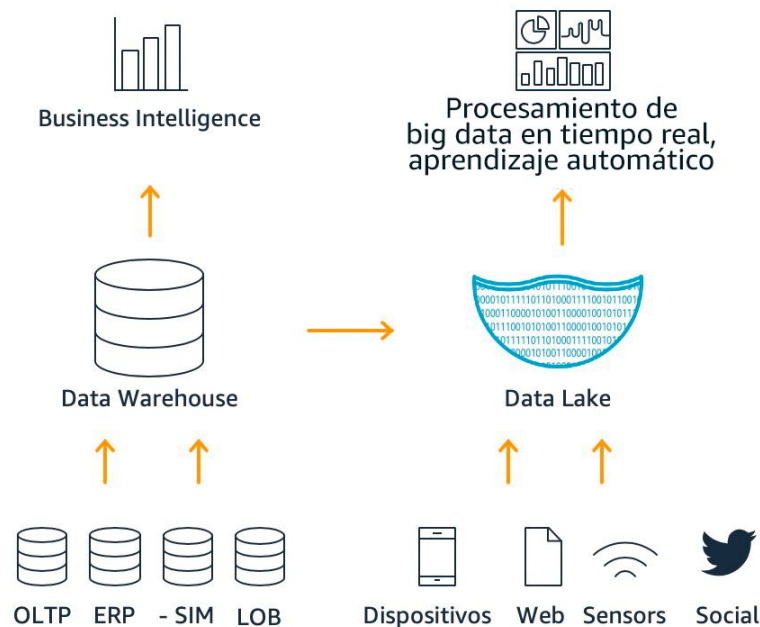 Business Intelligence
Procesamiento de
big data en tiempo real,
aprendizaje automático
Data Warehouse
Data Lake
OLTP ERP - SIM LOB
Dispositivos Web Sensors Social